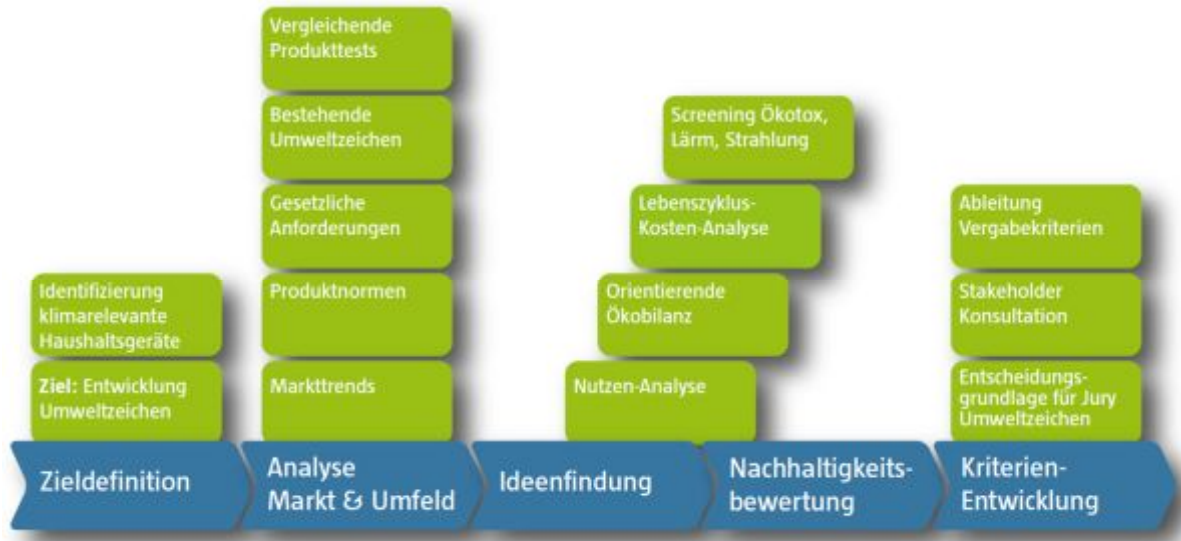 Vergleichende
Produkttests
Bestehende
Umweltzeichen
Gesetzliche
Anforderungen
Produktnormen
Markttrends
Identifizierung
klimarelevante
Haushaltsgeräte
Ziel: Entwicklung
Umweltzeichen
Screening Ökotox,
Lärm, Strahlung
Lebenszyklus-
Kosten-Analyse
Orientierende
Ökobilanz
Nutzen-Analyse
Ableitung
Vergabekriterien
Stakeholder
Konsultation
Entscheidungs-
grundlage für Jury
Umweltzeichen
Zieldefinition
Analyse
Markt & Umfeld
Ideenfindung
Nachhaltigkeits-
bewertung
Kriterien-
Entwicklung